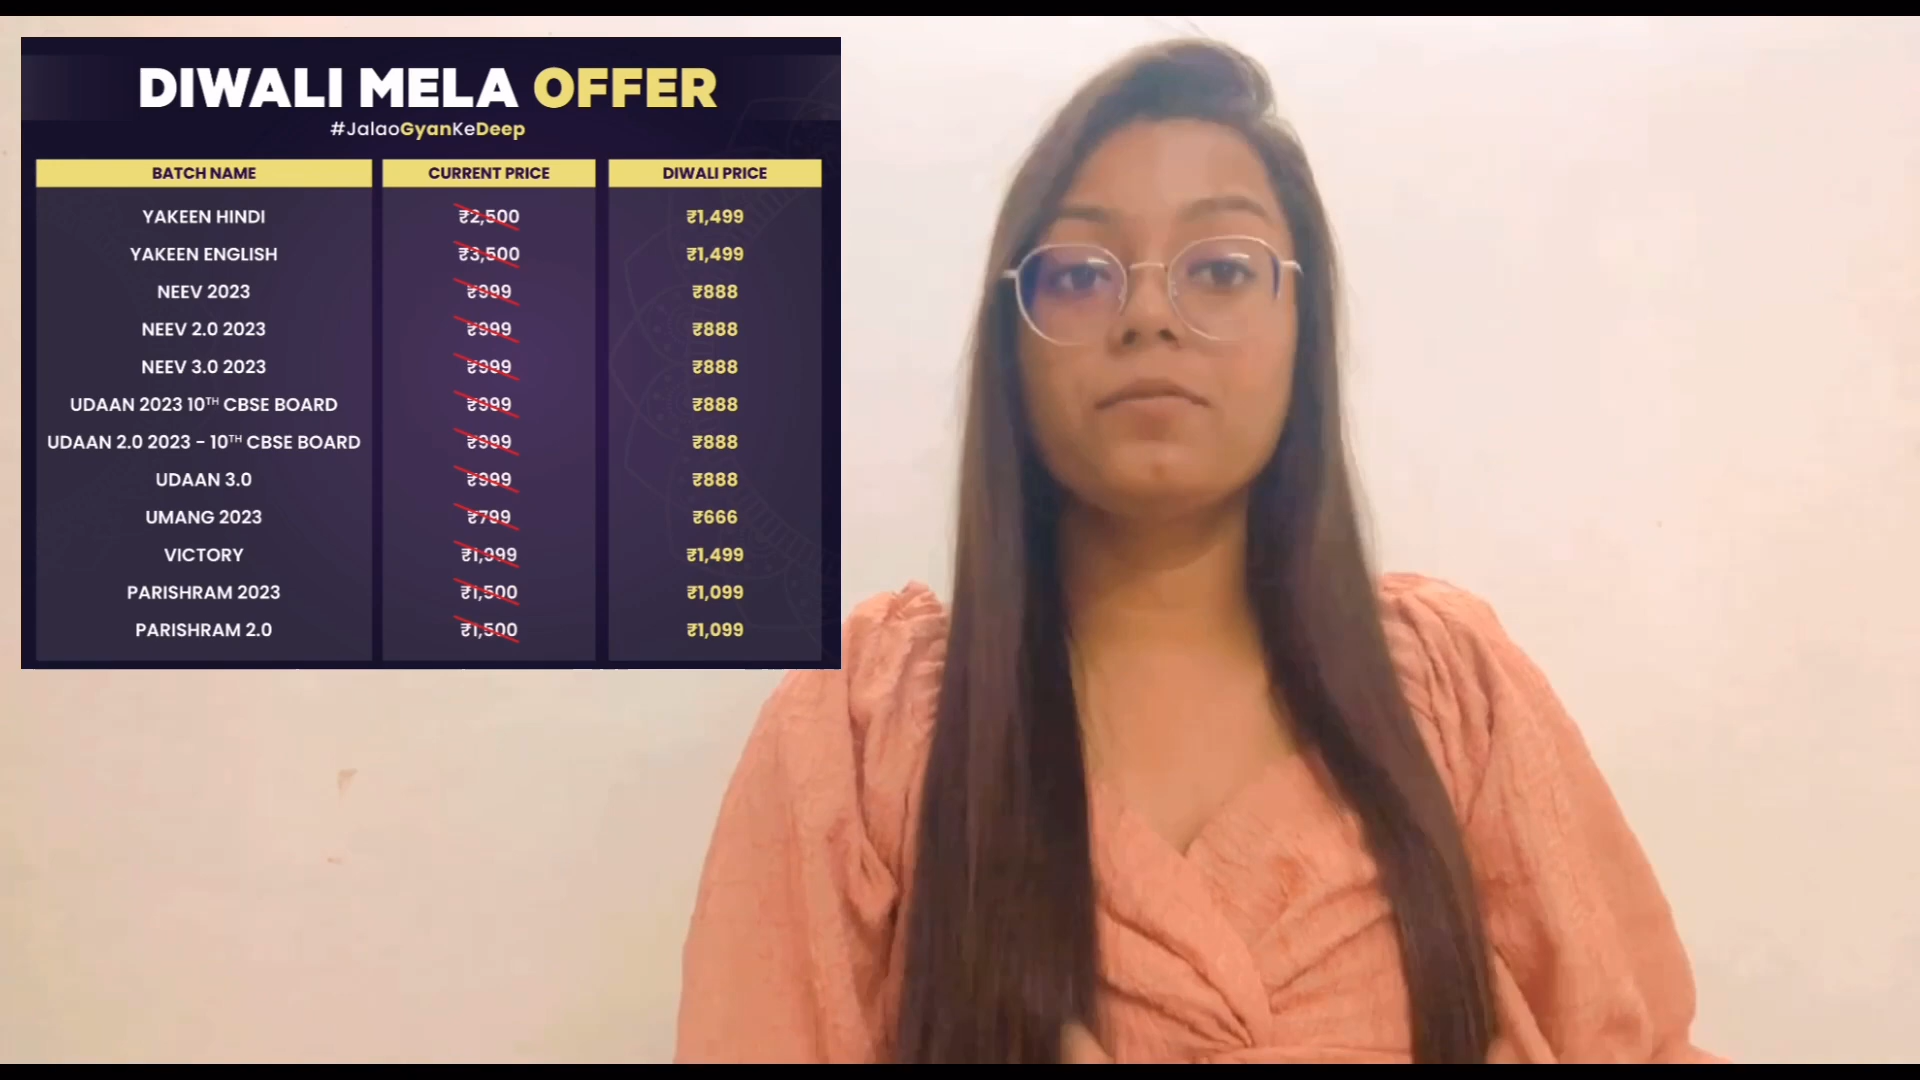 DIWALI MELA OFFER
#JalaoGyanKeDeep
BATCH NAME CURRENT PRICE DIWALI PRICE
YAKEEN HINDI ₹2,500 ₹1,499
YAKEEN ENGLISH ₹3,500 ₹1,499
NEEV 2023 ₹999 ₹888
NEEV 2.0 2023 ₹999 ₹888
NEEV 3.0 2023 ₹999 ₹888
UDAAN 2023 10TH CBSE BOARD ₹999 ₹888
UDAAN 2.0 2023 - 10TH CBSE BOARD ₹999 ₹888
UDAAN 3.0 ₹999 ₹888
UMANG 2023 ₹799 ₹666
VICTORY ₹1,999 ₹1,499
PARISHRAM 2023 ₹1,500 ₹1,099
PARISHRAM 2.0 ₹1,500 ₹1,099